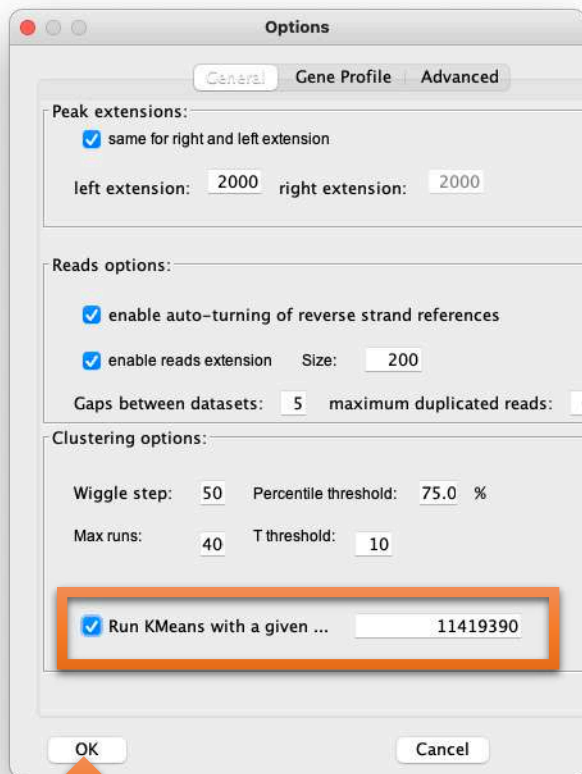 Options
General Gene Profile Advanced
Peak extensions:
same for right and left extension
left extension: 2000 right extension: 2000
Reads options:
enable auto-turning of reverse strand references
enable reads extension Size: 200
Gaps between datasets: 5 maximum duplicated reads:
Clustering options:
Wiggle step: 50 Percentile threshold: 75.0 %
Max runs: 40 T threshold: 10
Run KMeans with a given ... 11419390
OK Cancel